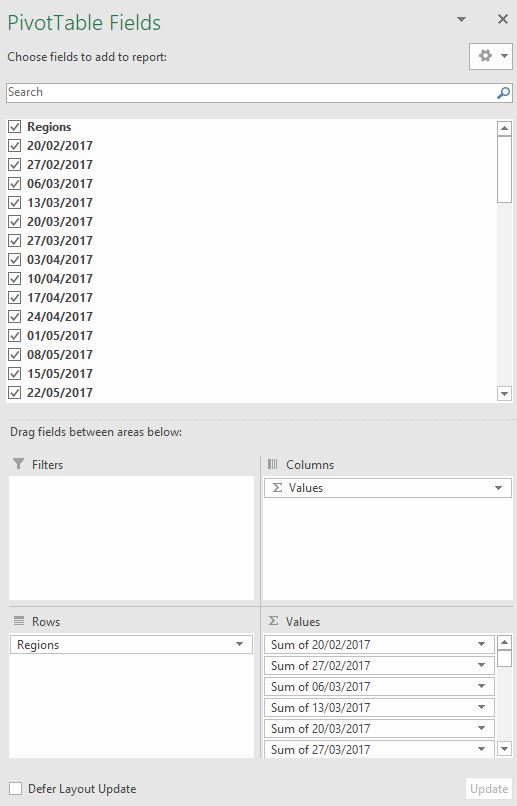 PivotTable Fields
Choose fields to add to report:
Search
Regions
20/02/2017
27/02/2017
06/03/2017
13/03/2017
20/03/2017
27/03/2017
03/04/2017
10/04/2017
17/04/2017
24/04/2017
01/05/2017
08/05/2017
15/05/2017
22/05/2017
Drag fields between areas below:
Filters
Columns
Σ Values
Rows
Σ Values
Regions
Sum of 20/02/2017
Sum of 27/02/2017
Sum of 06/03/2017
Sum of 13/03/2017
Sum of 20/03/2017
Sum of 27/03/2017
Defer Layout Update
Update